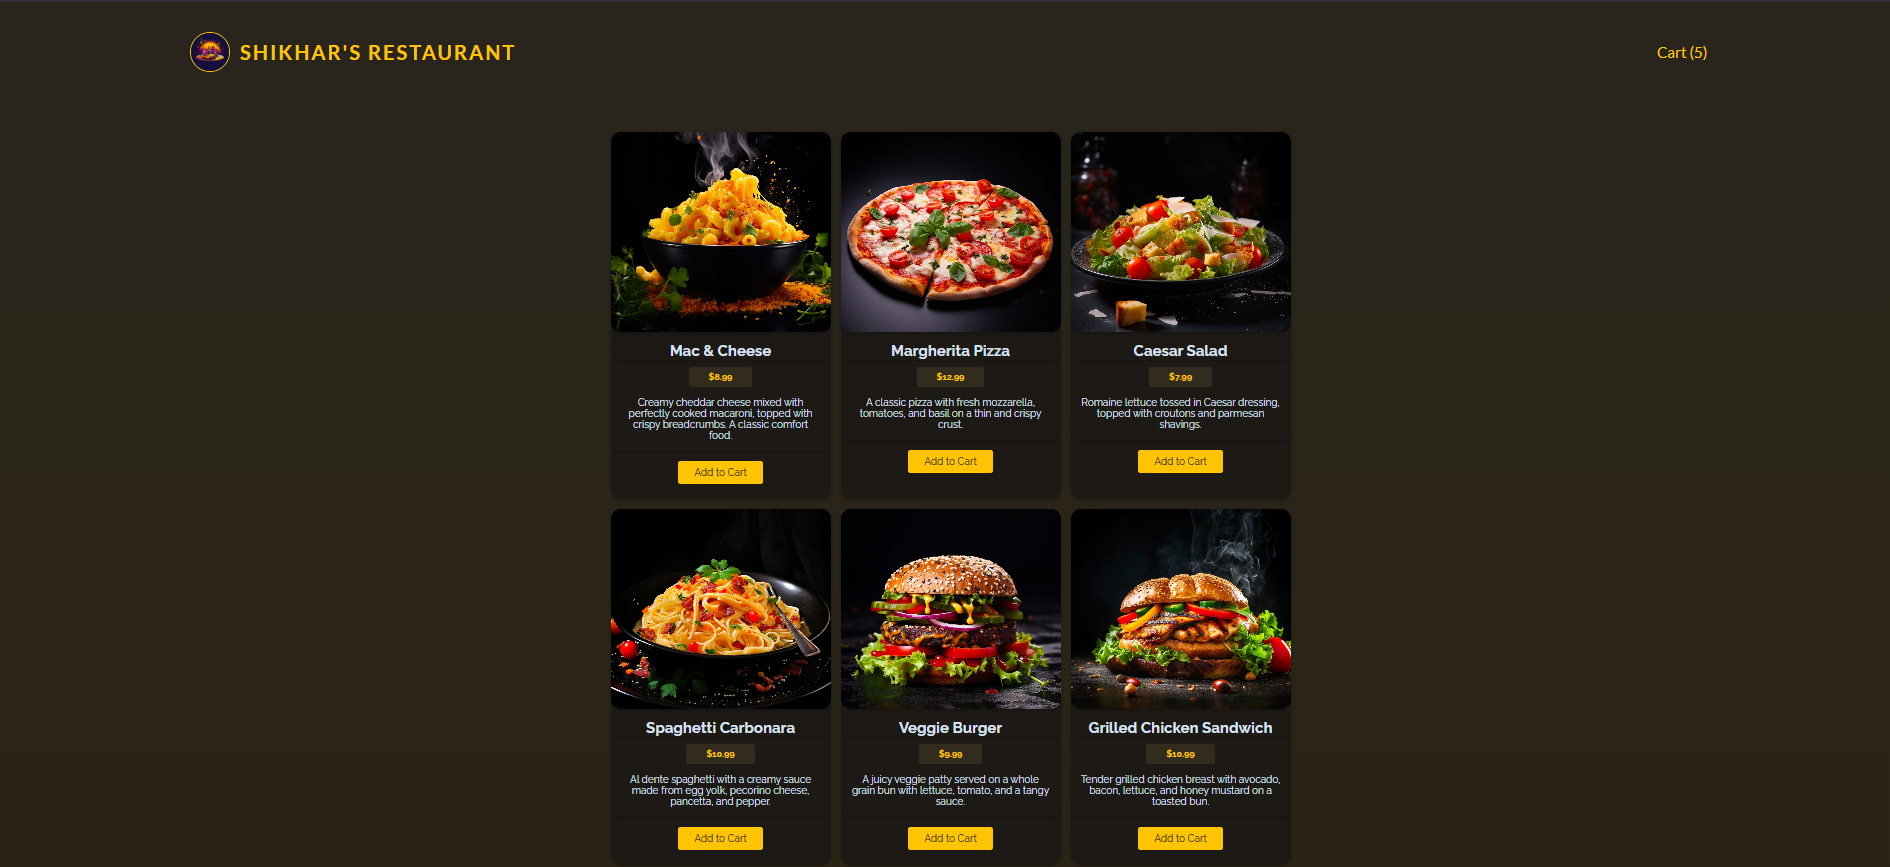 SHIKHAR'S RESTAURANT
Cart (5)
Mac & Cheese
$8.99
Creamy cheddar cheese mixed with
perfectly cooked macaroni, topped with
crispy breadcrumbs. A classic comfort
food.
Add to Cart
Margherita Pizza
$12.99
A classic pizza with fresh mozzarella,
tomatoes, and basil on a thin and crispy
crust.
Add to Cart
Caesar Salad
$7.99
Romaine lettuce tossed in Caesar dressing,
topped with croutons and parmesan
shavings.
Add to Cart
Spaghetti Carbonara
$10.99
Al dente spaghetti with a creamy sauce
made from egg yolk, pecorino cheese,
pancetta, and pepper.
Add to Cart
Veggie Burger
$9.99
A juicy veggie patty served on a whole
grain bun with lettuce, tomato, and a tangy
sauce.
Add to Cart
Grilled Chicken Sandwich
$10.99
Tender grilled chicken breast with avocado,
bacon, lettuce, and honey mustard on a
toasted bun.
Add to Cart